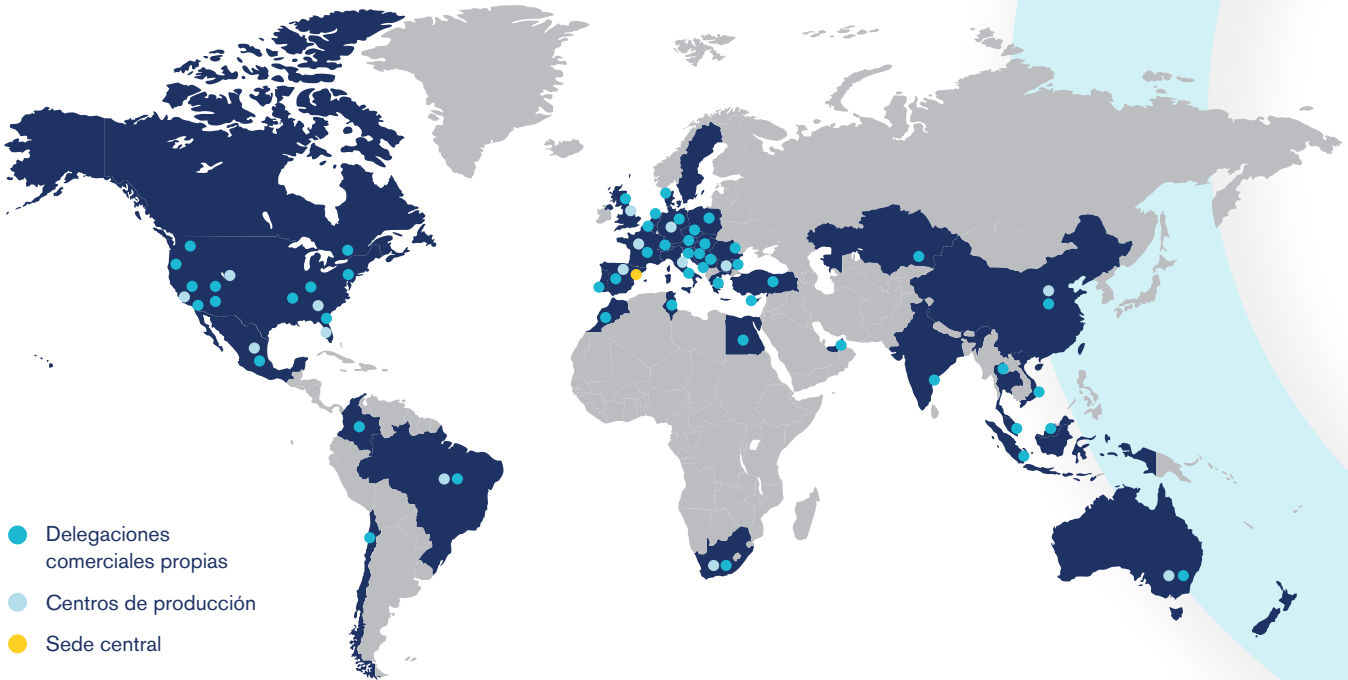 Delegaciones
comerciales propias
Centros de producción
Sede central